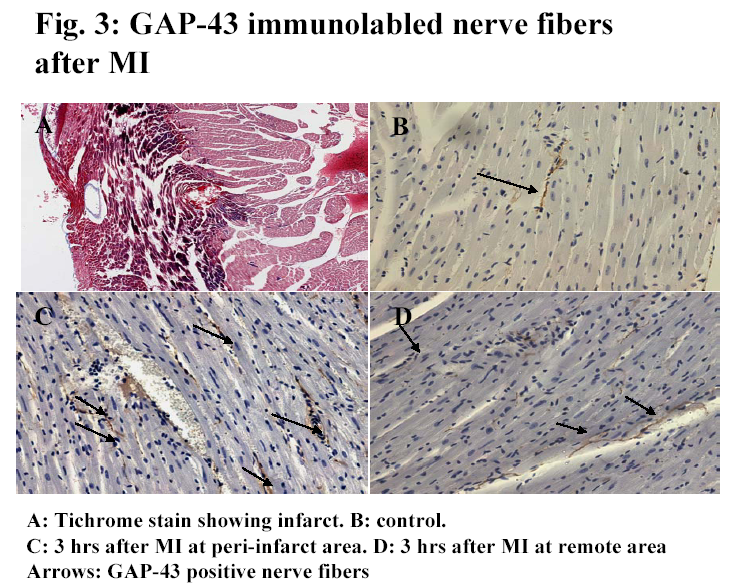 Fig. 3: GAP-43 immunolabled nerve fibers
after MI
A
B
C
D
A: Tichrome stain showing infarct. B: control.
C: 3 hrs after MI at peri-infarct area. D: 3 hrs after MI at remote area
Arrows: GAP-43 positive nerve fibers